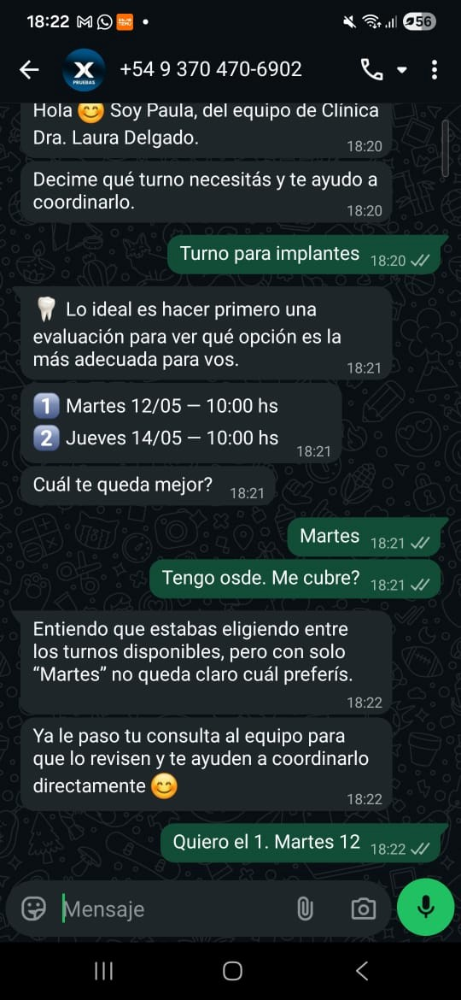 18:22
56
X
PRUEBAS
+54 9 370 470-6902
Hola 😊 Soy Paula, del equipo de Clínica
Dra. Laura Delgado.
18:20
Decime qué turno necesitás y te ayudo a
coordinarlo.
18:20
Turno para implantes 18:20
🦷 Lo ideal es hacer primero una
evaluación para ver qué opción es la
más adecuada para vos.
18:21
1️⃣ Martes 12/05 — 10:00 hs
2️⃣ Jueves 14/05 — 10:00 hs
18:21
Cuál te queda mejor? 18:21
Martes 18:21
Tengo osde. Me cubre? 18:21
Entiendo que estabas eligiendo entre
los turnos disponibles, pero con solo
“Martes” no queda claro cuál preferís.
18:22
Ya le paso tu consulta al equipo para
que lo revisen y te ayuden a coordinarlo
directamente 😊
18:22
Quiero el 1. Martes 12 18:22
Mensaje